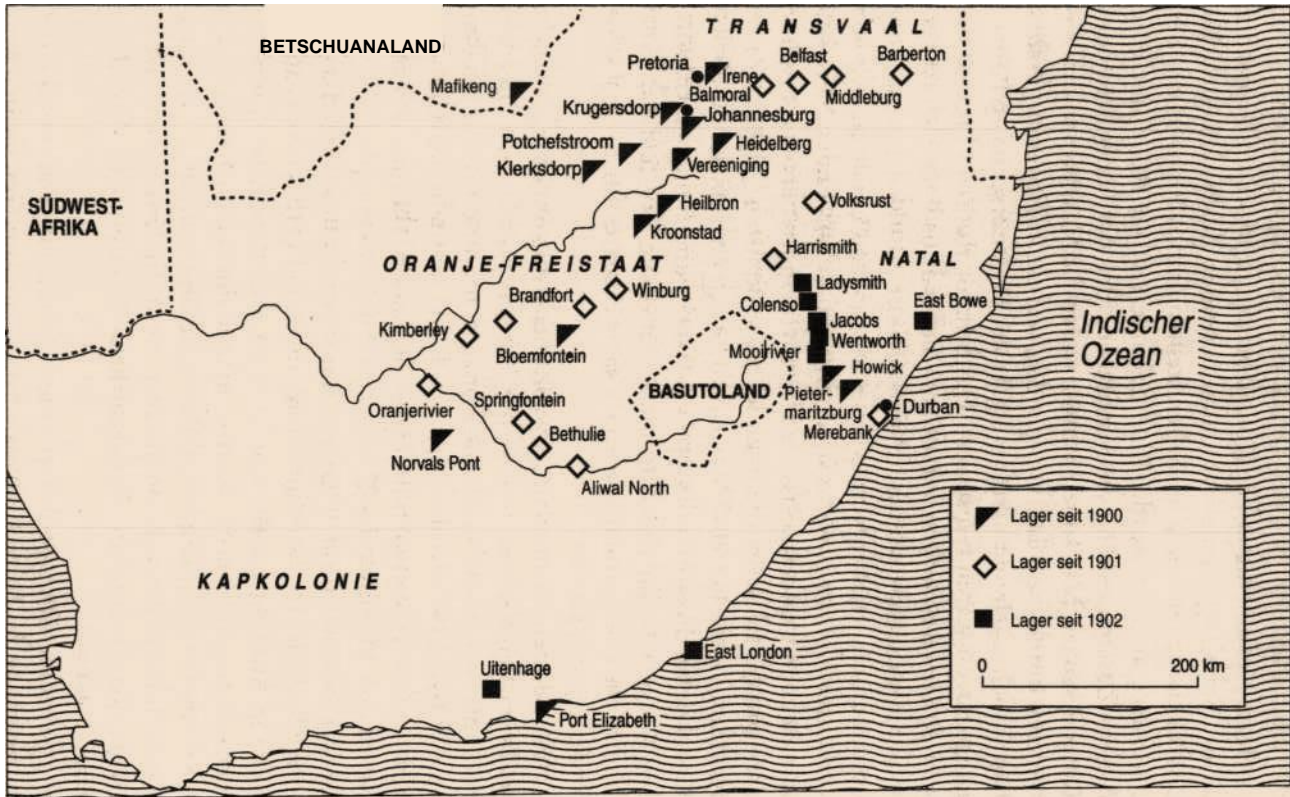 TRANSVAAL
BETSCHUANALAND
Pretoria
Irene
Belfast
Barberton
Mafikeng
Balmoral
Middleburg
Krugersdorp
Johannesburg
Potchefstroom
Heidelberg
Klerksdorp
Vereeniging
SÜDWEST-
AFRIKA
Heilbron
Volksrust
Kroonstad
Harrismith
NATAL
ORANJE-FREISTAAT
Ladysmith
Winburg
Brandfort
Colenso
East Bowe
Kimberley
Jacobs
Indischer
Ozean
Wentworth
Bloemfontein
Mooirivier
Howick
BASUTOLAND
Pieter-
maritzburg
Oranjerivier
Springfontein
Durban
Merebank
Bethulie
Norvals Pont
Aliwal North
Lager seit 1900
Lager seit 1901
KAPKOLONIE
Lager seit 1902
East London
Uitenhage
0
200 km
Port Elizabeth